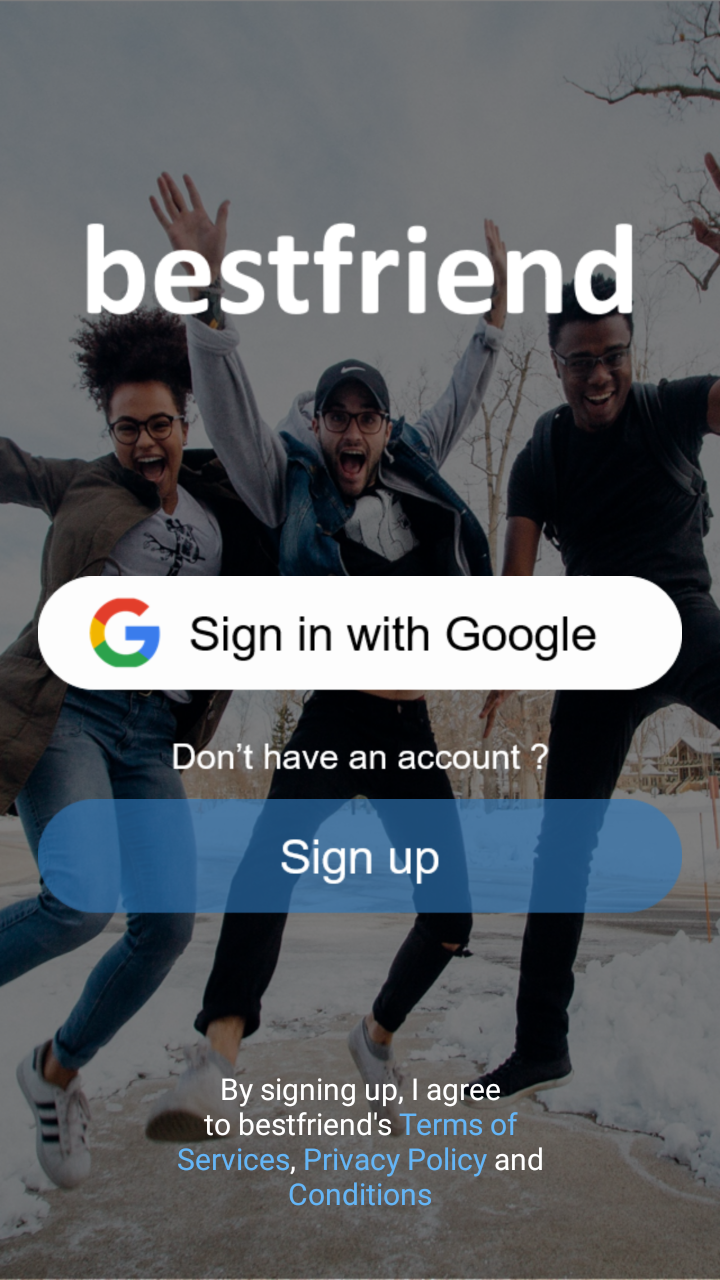 bestfriend
Sign in with Google
Don't have an account ?
Sign up
By signing up, I agree
to bestfriend's Terms of
Services, Privacy Policy and
Conditions